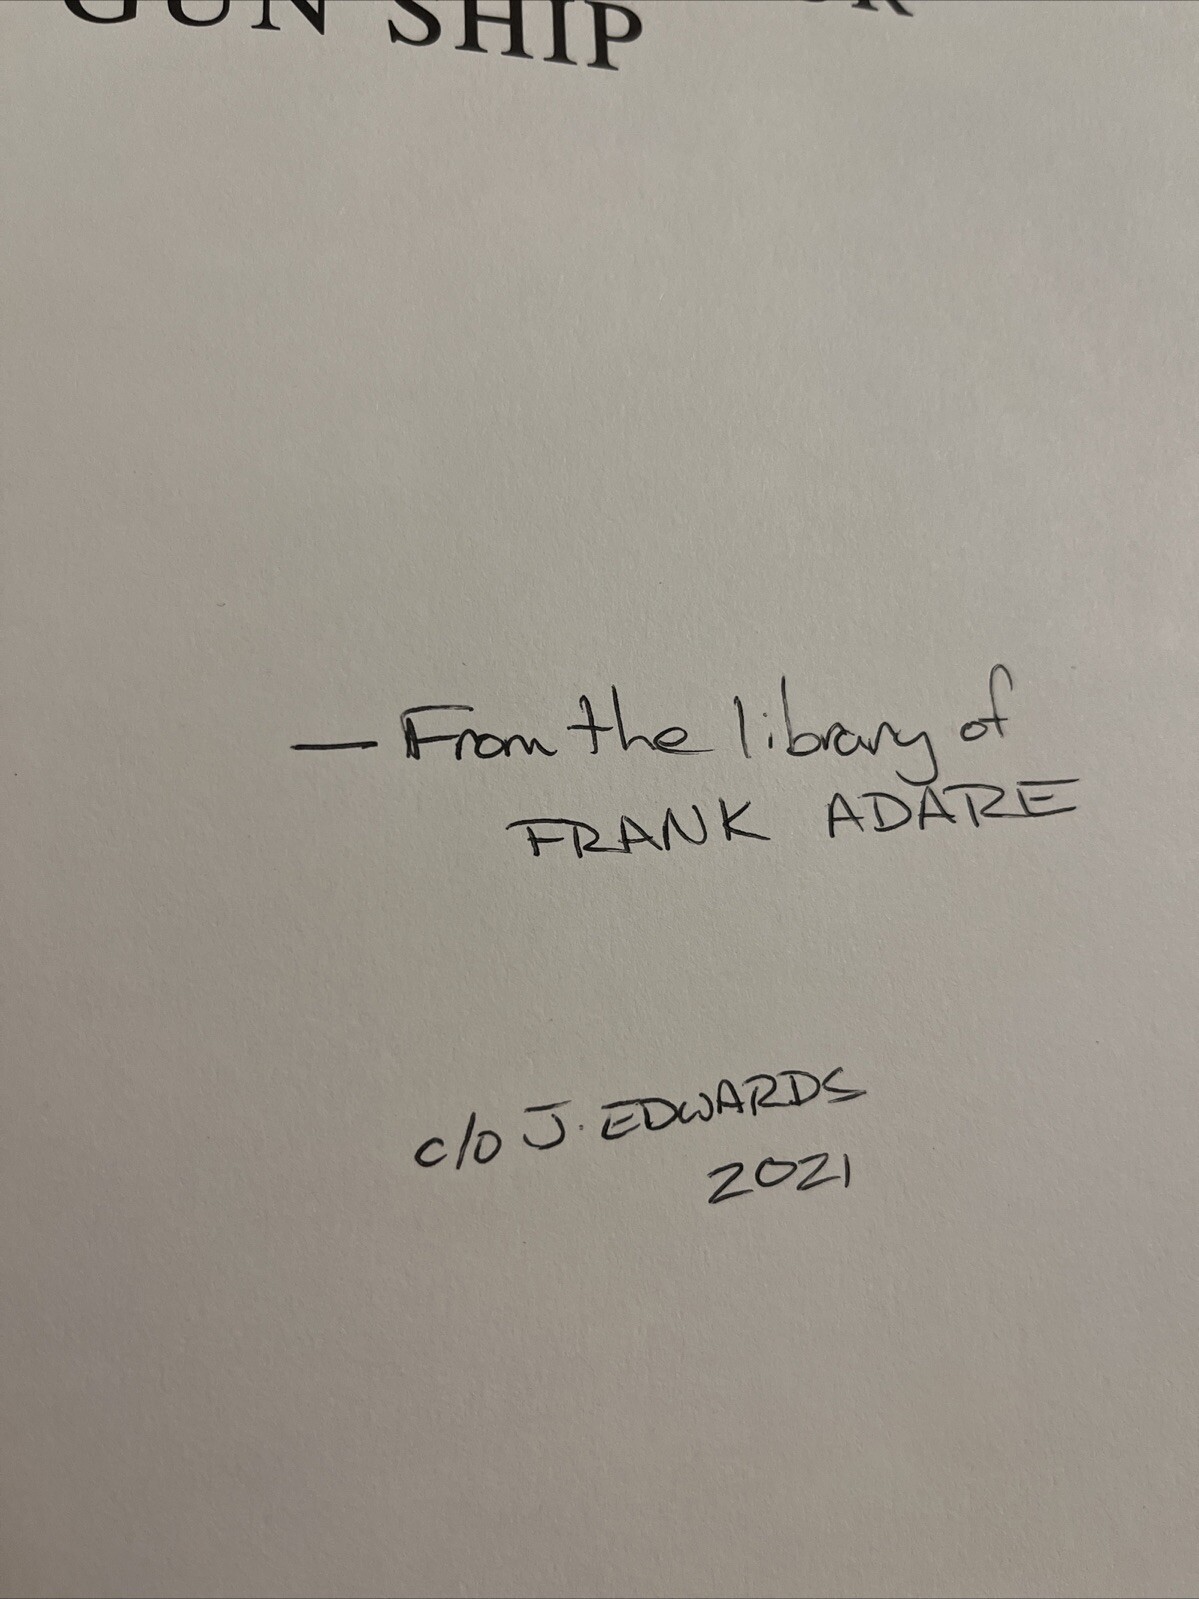 GUN SHIP
— From the library of
FRANK ADARE
c/o J. EDWARDS
2021